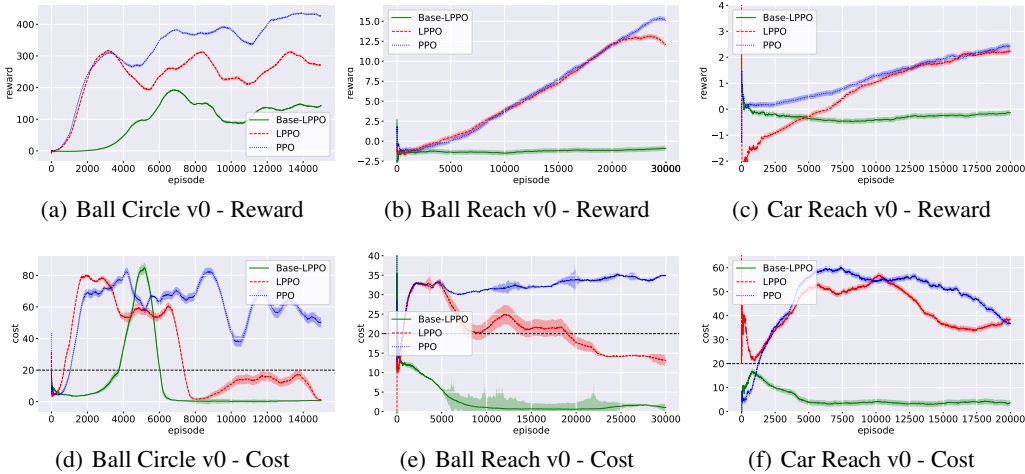 400
300
200
100
0
reward
0 2000 4000 6000 8000 10000 12000 14000
episode
Base-LPPO
LPPO
PPO
(a) Ball Circle v0 - Reward
15.0
12.5
10.0
7.5
5.0
2.5
0.0
−2.5
reward
0 5000 10000 15000 20000 25000 30000
episode
Base-LPPO
LPPO
PPO
(b) Ball Reach v0 - Reward
4
3
2
1
0
−1
−2
reward
0 2500 5000 7500 10000 12500 15000 17500 20000
episode
Base-LPPO
LPPO
PPO
(c) Car Reach v0 - Reward
80
60
40
20
0
cost
0 2000 4000 6000 8000 10000 12000 14000
episode
Base-LPPO
LPPO
PPO
(d) Ball Circle v0 - Cost
40
35
30
25
20
15
10
5
0
cost
0 5000 10000 15000 20000 25000 30000
episode
Base-LPPO
LPPO
PPO
(e) Ball Reach v0 - Cost
60
50
40
30
20
10
0
cost
0 2500 5000 7500 10000 12500 15000 17500 20000
episode
Base-LPPO
LPPO
PPO
(f) Car Reach v0 - Cost